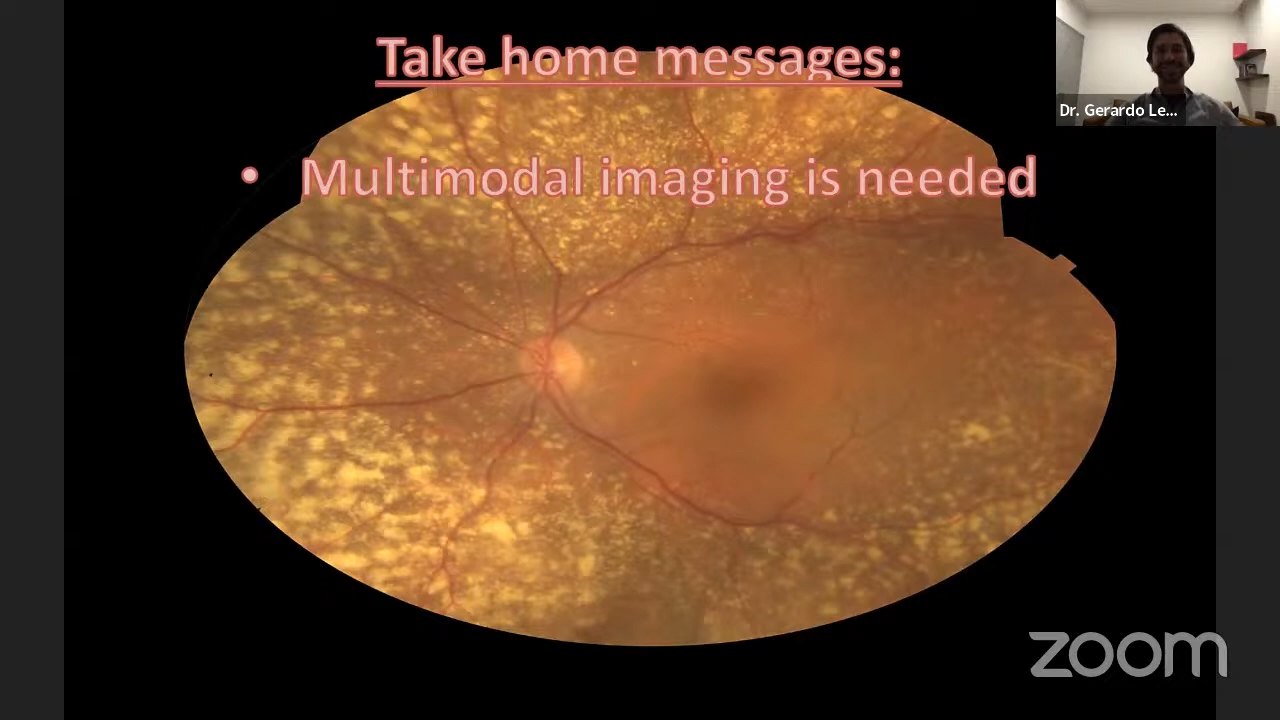 Take home messages:
• Multimodal imaging is needed
Dr. Gerardo Le...
zoom